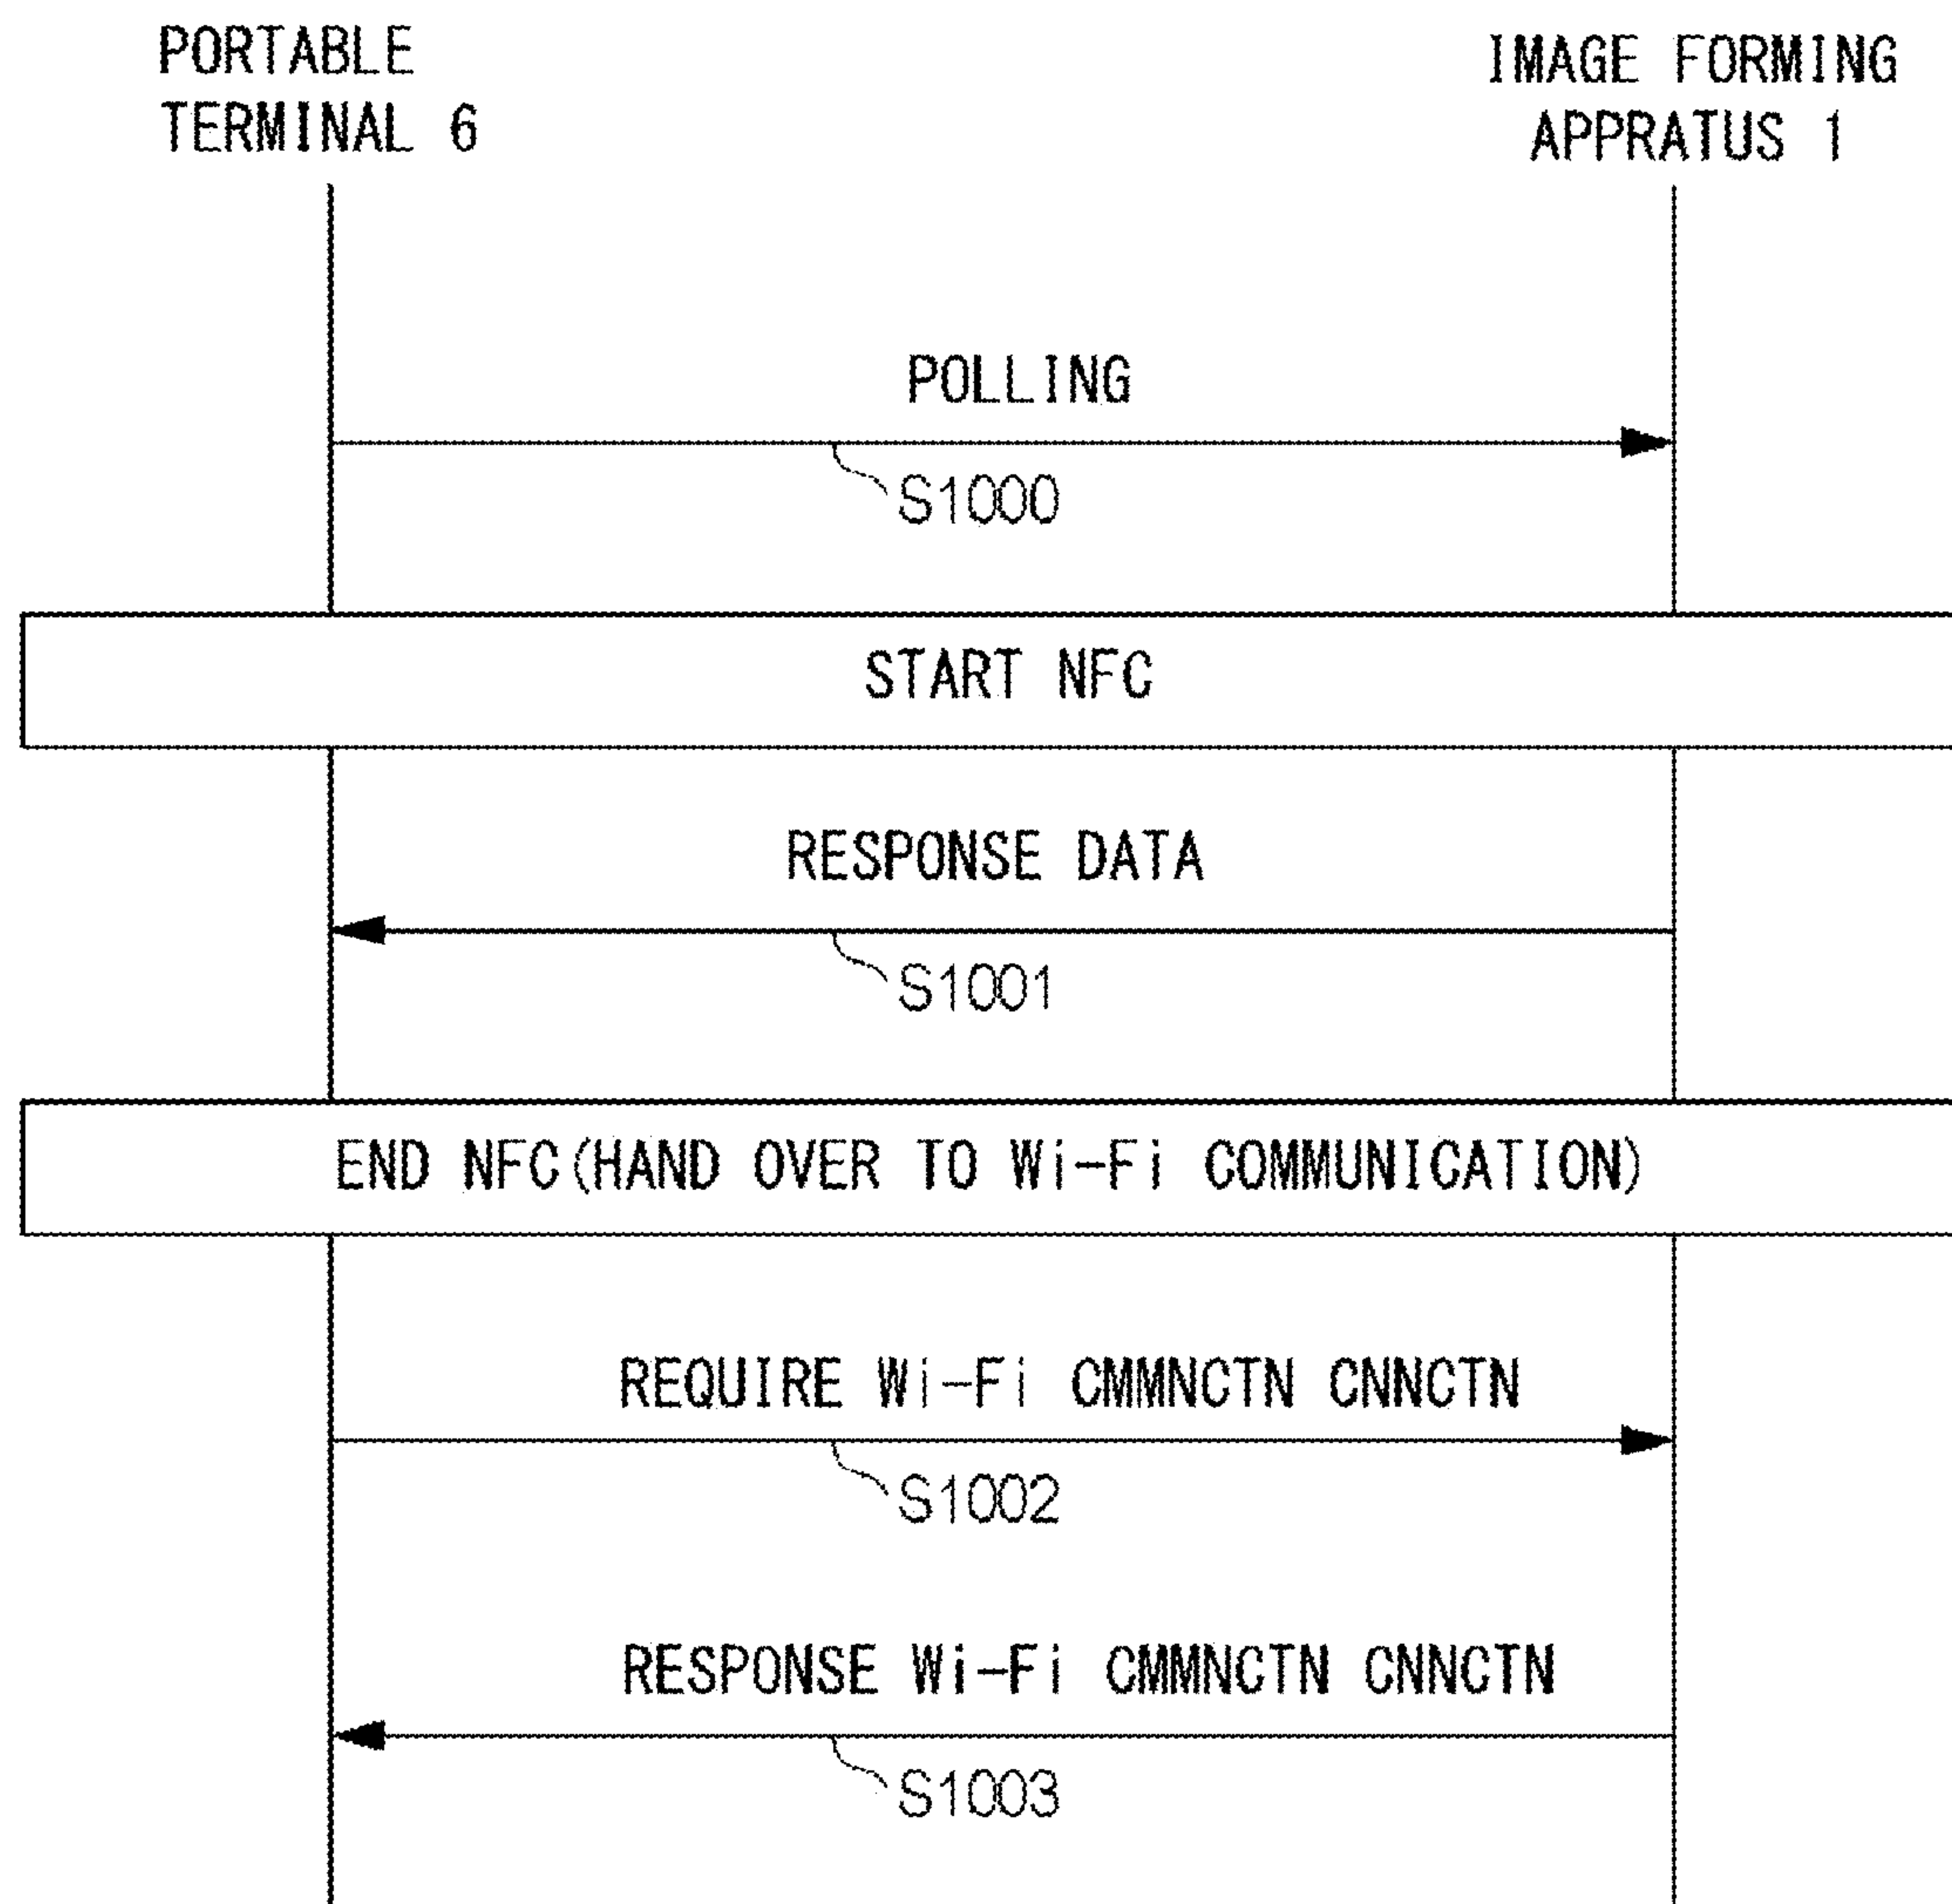 PORTABLE
TERMINAL 6
IMAGE FORMING
APPRATUS 1
POLLING
S1000
START NFC
RESPONSE DATA
S1001
END NFC(HAND OVER TO Wi-Fi COMMUNICATION)
REQUIRE Wi-Fi CMMNCTN CNNCTN
S1002
RESPONSE Wi-Fi CMMNCTN CNNCTN
S1003